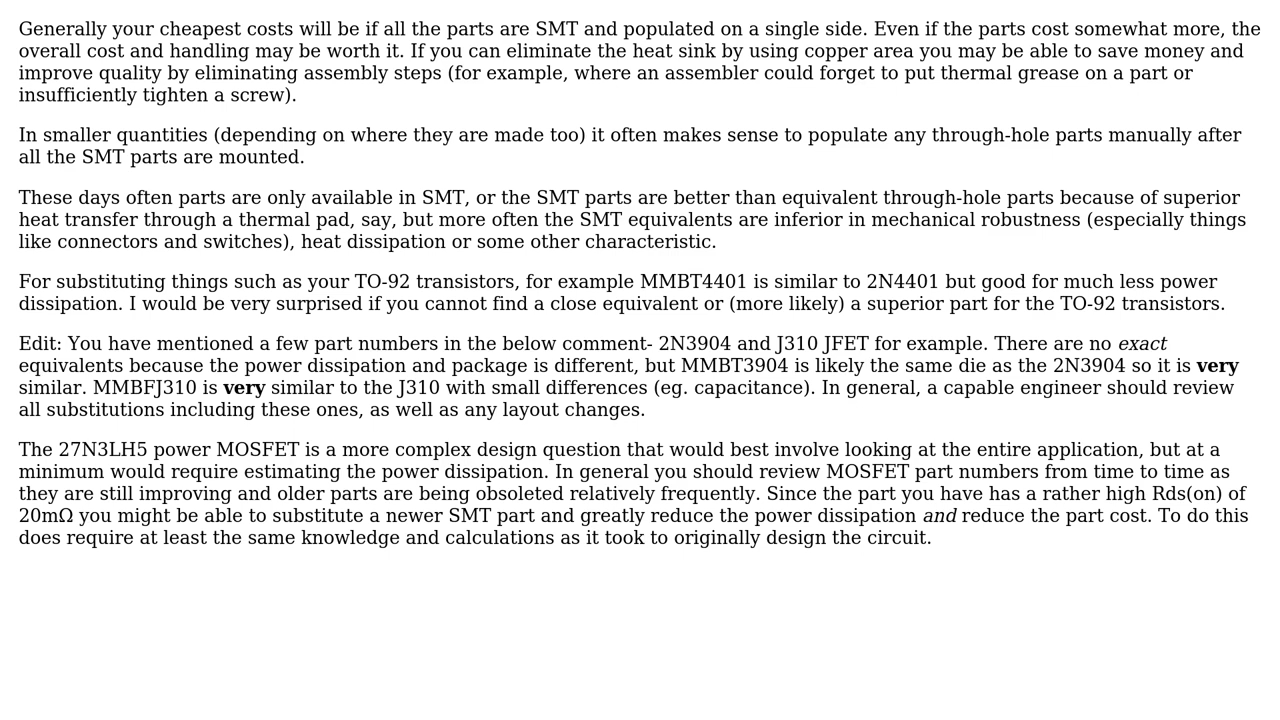 Generally your cheapest costs will be if all the parts are SMT and populated on a single side. Even if the parts cost somewhat more, the
overall cost and handling may be worth it. If you can eliminate the heat sink by using copper area you may be able to save money and
improve quality by eliminating assembly steps (for example, where an assembler could forget to put thermal grease on a part or
insufficiently tighten a screw).
In smaller quantities (depending on where they are made too) it often makes sense to populate any through-hole parts manually after
all the SMT parts are mounted.
These days often parts are only available in SMT, or the SMT parts are better than equivalent through-hole parts because of superior
heat transfer through a thermal pad, say, but more often the SMT equivalents are inferior in mechanical robustness (especially things
like connectors and switches), heat dissipation or some other characteristic.
For substituting things such as your TO-92 transistors, for example MMBT4401 is similar to 2N4401 but good for much less power
dissipation. I would be very surprised if you cannot find a close equivalent or (more likely) a superior part for the TO-92 transistors.
Edit: You have mentioned a few part numbers in the below comment- 2N3904 and J310 JFET for example. There are no exact
equivalents because the power dissipation and package is different, but MMBT3904 is likely the same die as the 2N3904 so it is very
similar. MMBFJ310 is very similar to the J310 with small differences (eg. capacitance). In general, a capable engineer should review
all substitutions including these ones, as well as any layout changes.
The 27N3LH5 power MOSFET is a more complex design question that would best involve looking at the entire application, but at a
minimum would require estimating the power dissipation. In general you should review MOSFET part numbers from time to time as
they are still improving and older parts are being obsoleted relatively frequently. Since the part you have has a rather high Rds(on) of
20mΩ you might be able to substitute a newer SMT part and greatly reduce the power dissipation and reduce the part cost. To do this
does require at least the same knowledge and calculations as it took to originally design the circuit.